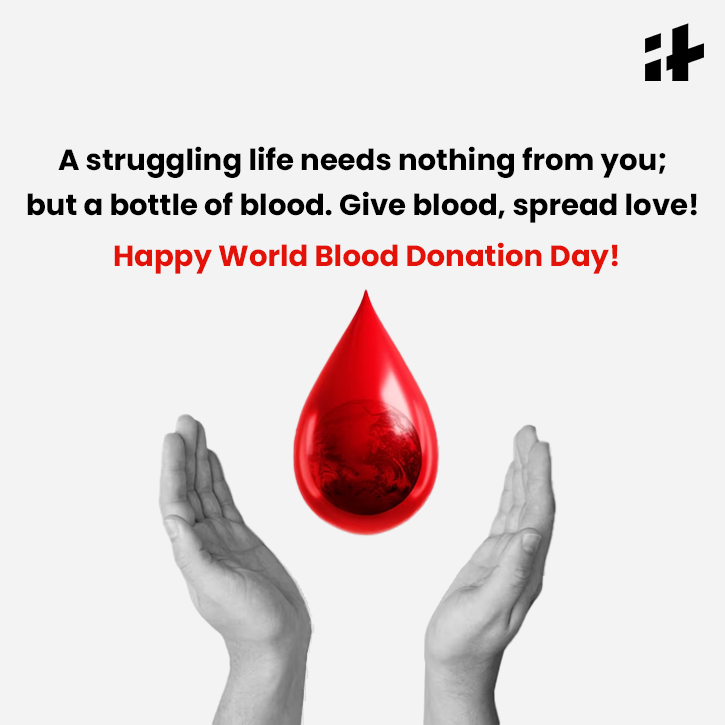 A struggling life needs nothing from you;
but a bottle of blood. Give blood, spread love!
Happy World Blood Donation Day!